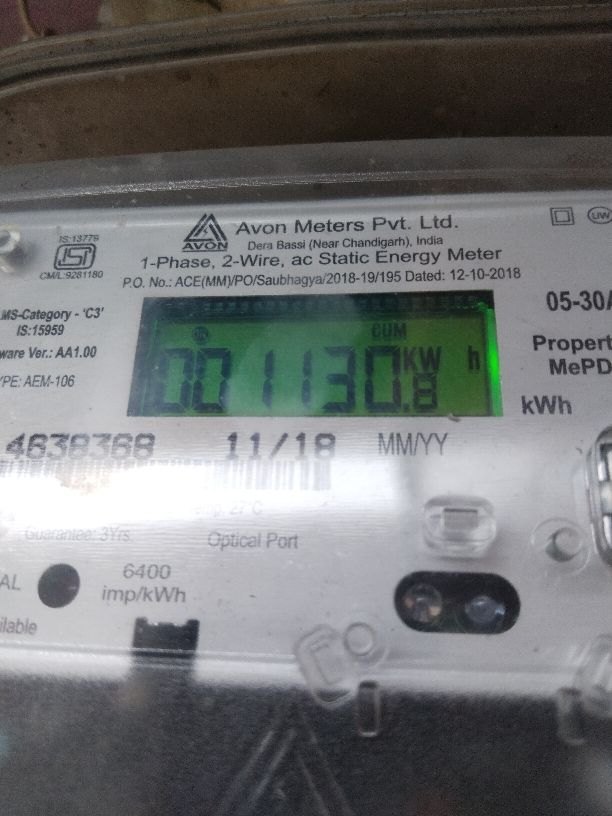 IS:13779
ISI
CM/L:9281180
AVON
Avon Meters Pvt. Ltd.
Dera Bassi (Near Chandigarh), India
1-Phase, 2-Wire, ac Static Energy Meter
P.O. No.: ACE(MM)/PO/Saubhagya/2018-19/195 Dated: 12-10-2018
MS-Category - 'C3'
IS:15959
ware Ver.: AA1.00
YPE: AEM-106
CUM
001130.8 KW h
05-30A
Propert
MePD
kWh
4638368 11/18 MM/YY
27°C
Guarantee: 3Yrs.
Optical Port
AL
6400
imp/kWh
ilable
AVON